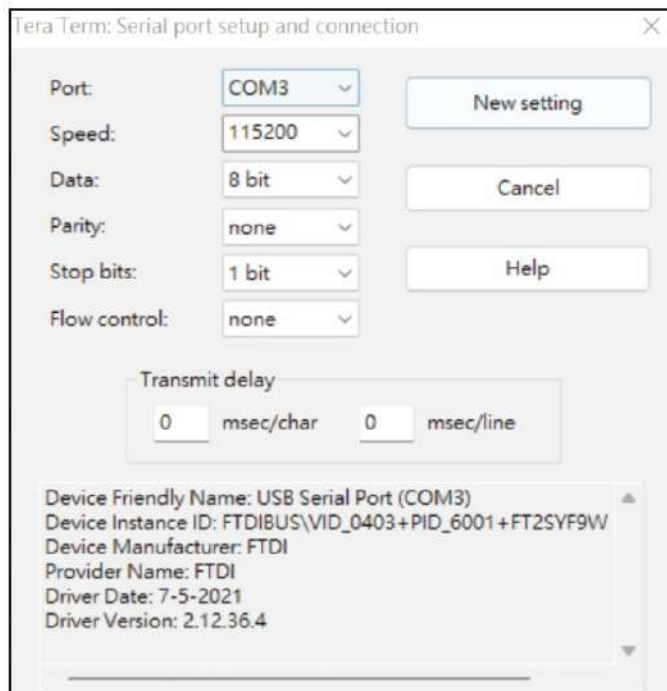 Tera Term: Serial port setup and connection
Port: COM3 New setting
Speed: 115200
Data: 8 bit Cancel
Parity: none
Stop bits: 1 bit Help
Flow control: none
Transmit delay
0 msec/char 0 msec/line
Device Friendly Name: USB Serial Port (COM3)
Device Instance ID: FTDIBUS\VID_0403+PID_6001+FT2SYF9W
Device Manufacturer: FTDI
Provider Name: FTDI
Driver Date: 7-5-2021
Driver Version: 2.12.36.4